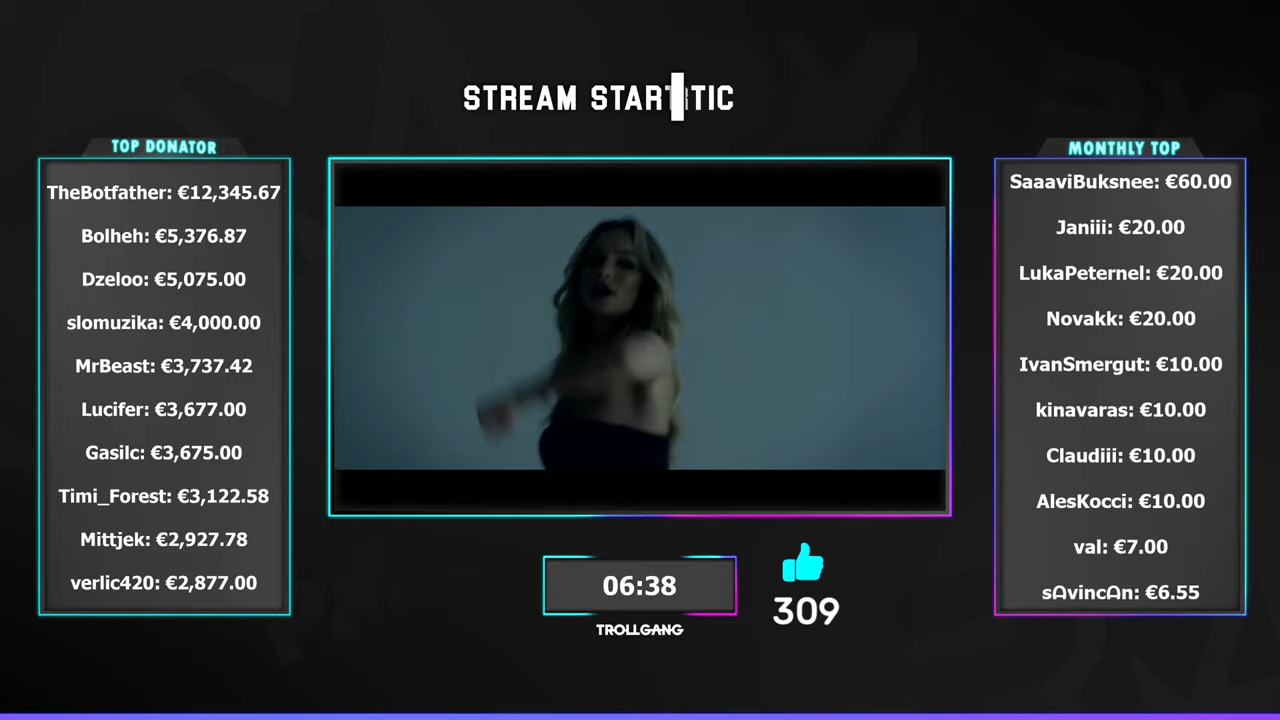 STREAM START TIC
TOP DONATOR
TheBotfather: €12,345.67
Bolheh: €5,376.87
Dzeloo: €5,075.00
slomuzika: €4,000.00
MrBeast: €3,737.42
Lucifer: €3,677.00
Gasilc: €3,675.00
Timi_Forest: €3,122.58
Mittjek: €2,927.78
verlic420: €2,877.00
06:38
TROLLGANG
309
MONTHLY TOP
SaaaviBuksnee: €60.00
Janiii: €20.00
LukaPeternel: €20.00
Novakk: €20.00
IvanSmergut: €10.00
kinavaras: €10.00
Claudiii: €10.00
AlesKocci: €10.00
val: €7.00
sᗩvincᗩn: €6.55